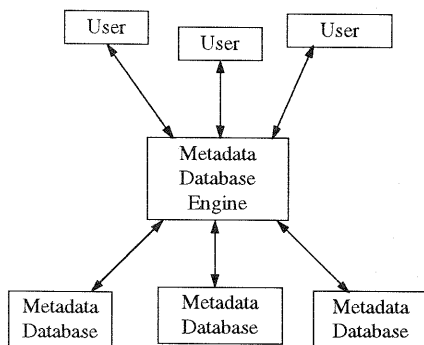 User
User
User
Metadata
Database
Engine
Metadata
Database
Metadata
Database
Metadata
Database